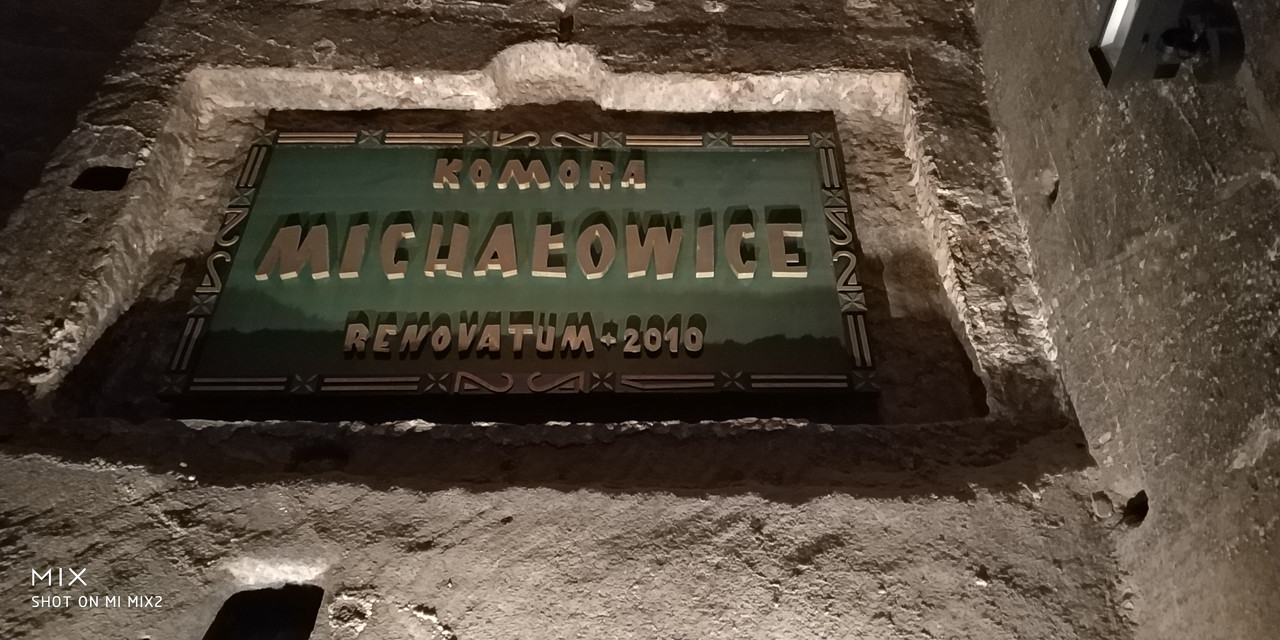 KOMORA
MICHAŁOWICE
RENOVATUM + 2010
MIX
SHOT ON MI MIX2